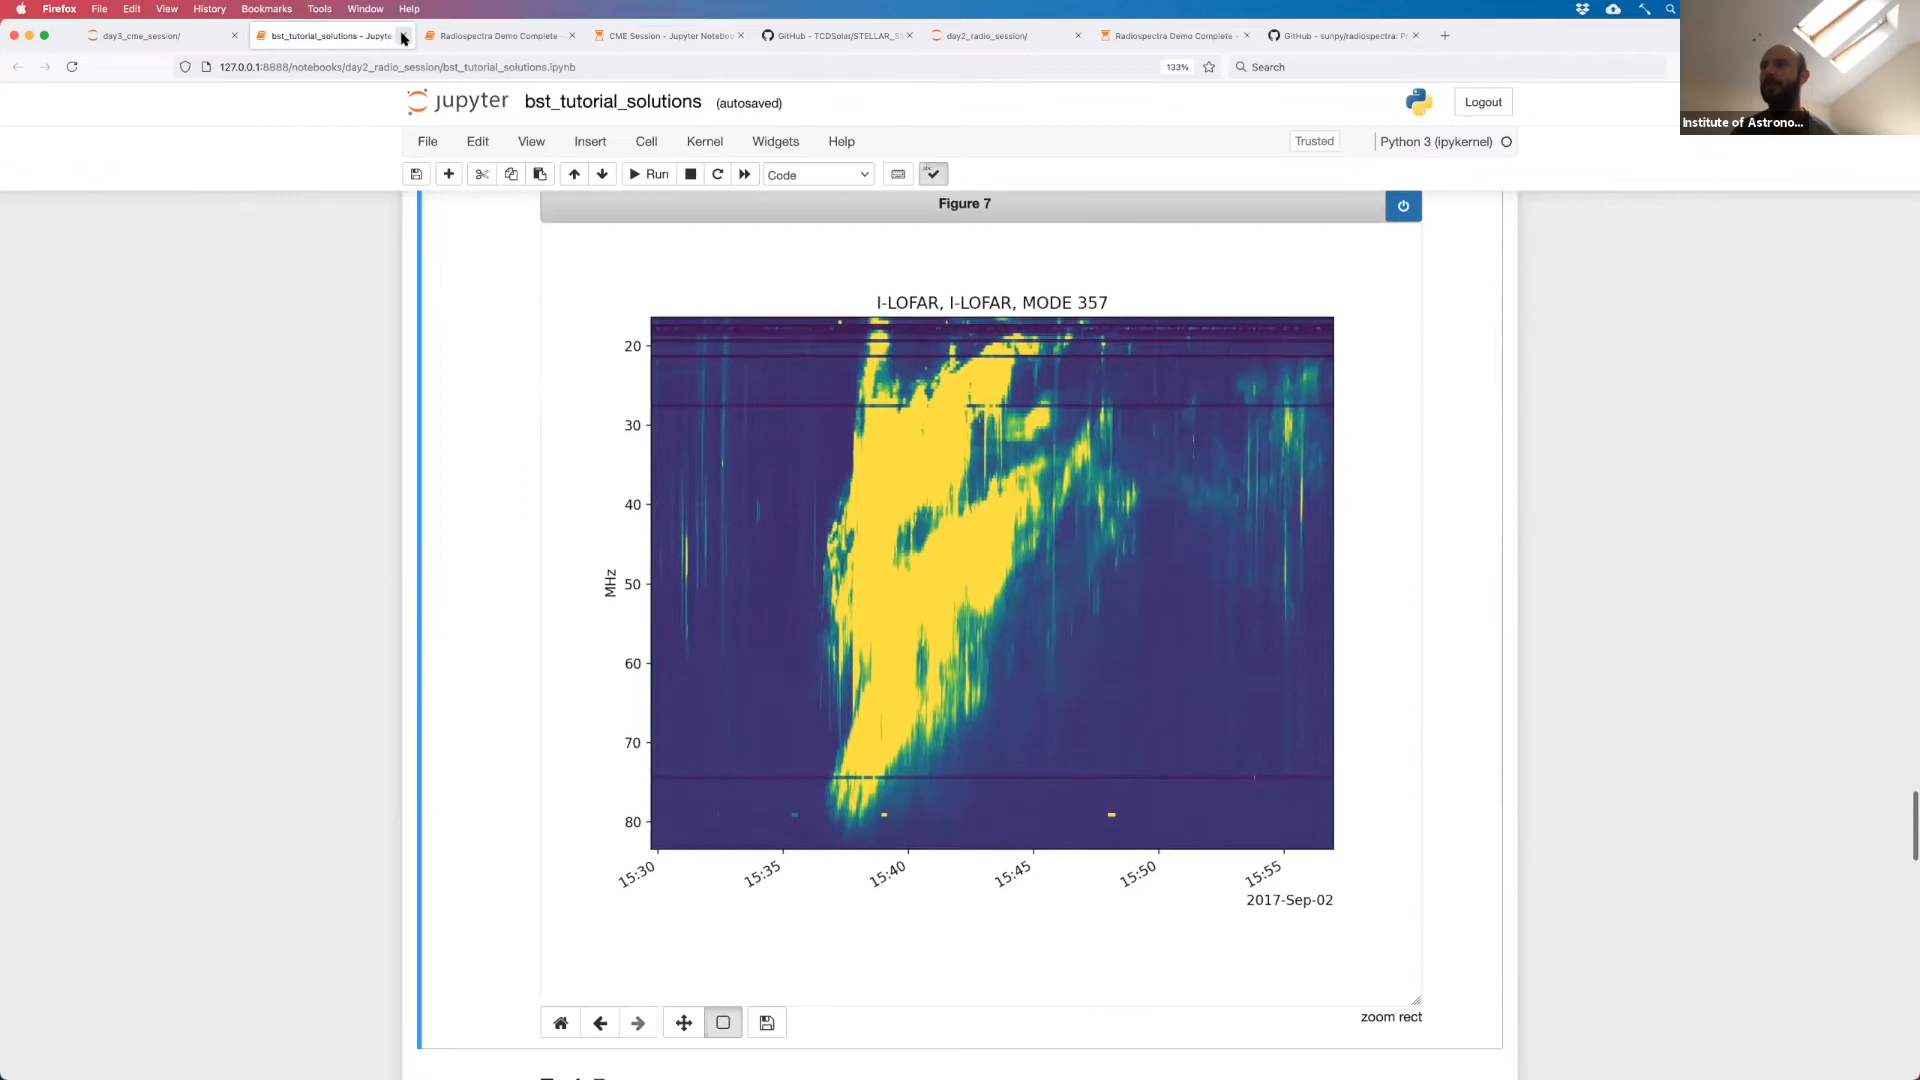 Firefox File Edit View History Bookmarks Tools Window Help
day3_cme_session/
bst_tutorial_solutions - Jupyte
Radiospectra Demo Complete -
CME Session - Jupyter Noteboo
GitHub - TCDSolar/STELLAR_SS
day2_radio_session/
Radiospectra Demo Complete -
GitHub - sunpy/radiospectra: Pr
127.0.0.1:8888/notebooks/day2_radio_session/bst_tutorial_solutions.ipynb
133%
Search
Institute of Astrono...
jupyter bst_tutorial_solutions (autosaved)
Logout
File Edit View Insert Cell Kernel Widgets Help
Trusted
Python 3 (ipykernel)
Run
Code
Figure 7
I-LOFAR, I-LOFAR, MODE 357
20
30
40
50
60
70
80
MHz
15:30 15:35 15:40 15:45 15:50 15:55
2017-Sep-02
zoom rect